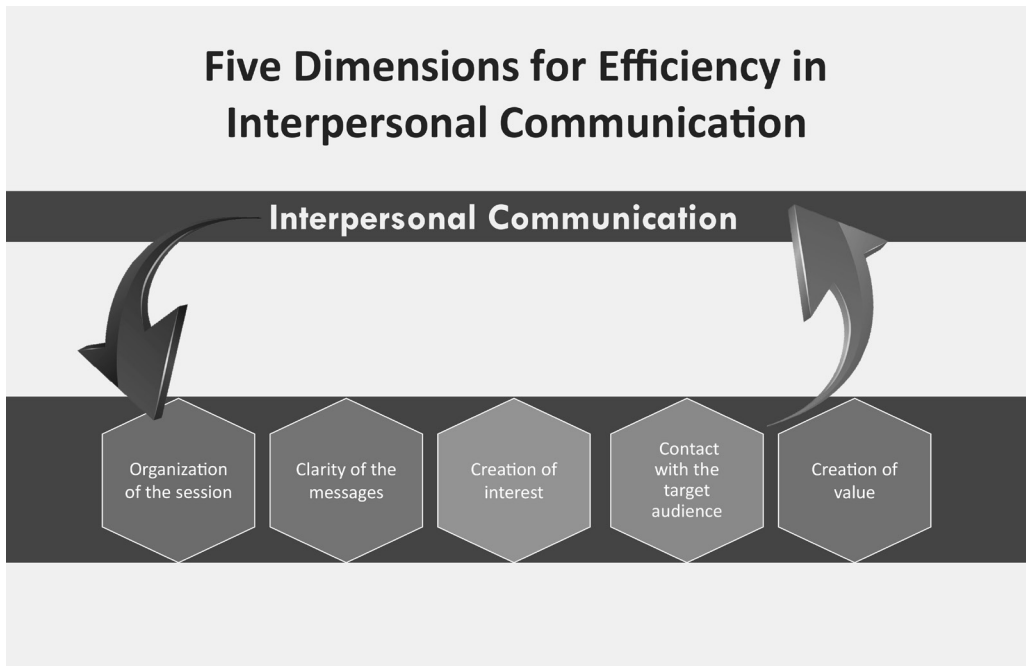 Five Dimensions for Efficiency in
Interpersonal Communication
Interpersonal Communication
Organization
of the session
Clarity of the
messages
Creation of
interest
Contact
with the
target
audience
Creation of
value